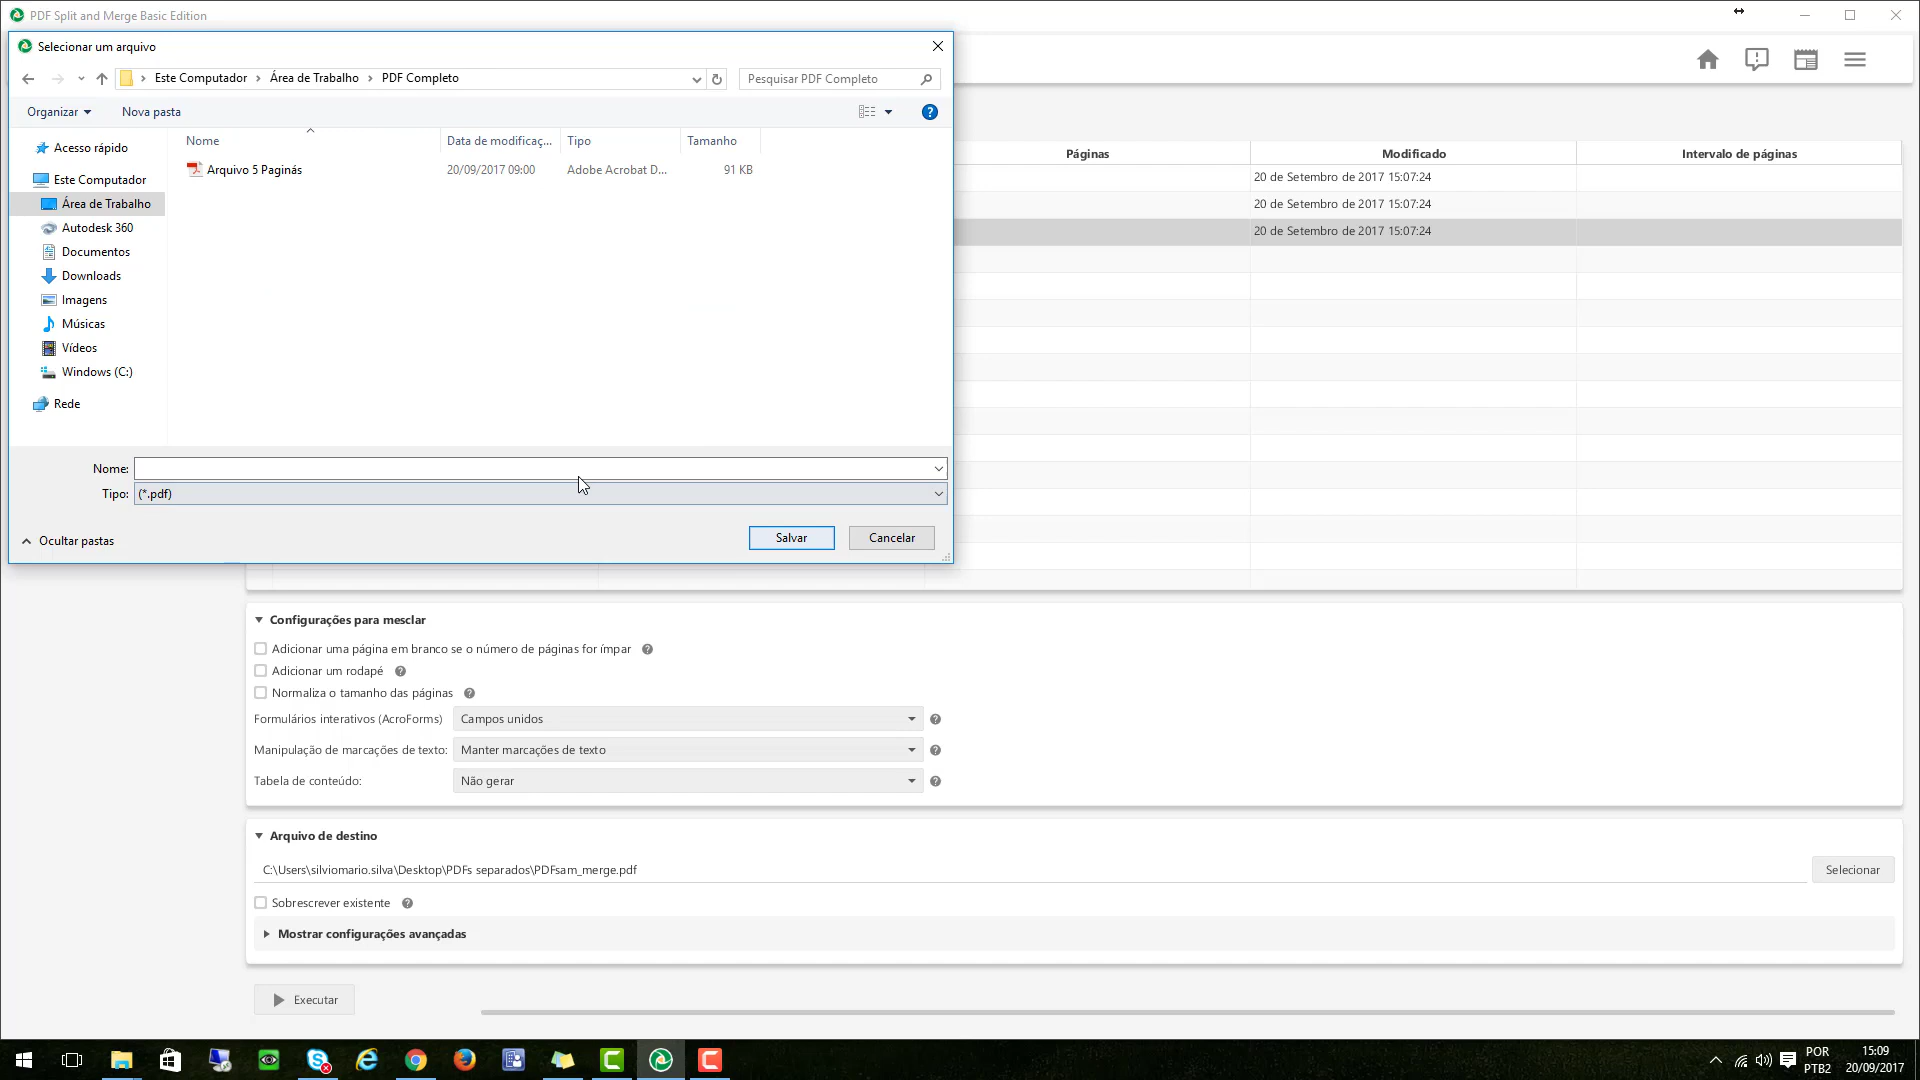 PDF Split and Merge Basic Edition
Selecionar um arquivo
Este Computador
Área de Trabalho
PDF Completo
Pesquisar PDF Completo
Organizar
Nova pasta
Nome
Data de modificaç...
Tipo
Tamanho
Arquivo 5 Paginás
20/09/2017 09:00
Adobe Acrobat D...
91 KB
Acesso rápido
Este Computador
Área de Trabalho
Autodesk 360
Documentos
Downloads
Imagens
Músicas
Vídeos
Windows (C:)
Rede
Nome:
Tipo: (*.pdf)
Ocultar pastas
Salvar
Cancelar
Páginas
Modificado
Intervalo de páginas
20 de Setembro de 2017 15:07:24
20 de Setembro de 2017 15:07:24
20 de Setembro de 2017 15:07:24
Configurações para mesclar
Adicionar uma página em branco se o número de páginas for ímpar
Adicionar um rodapé
Normaliza o tamanho das páginas
Formulários interativos (AcroForms) Campos unidos
Manipulação de marcações de texto: Manter marcações de texto
Tabela de conteúdo: Não gerar
Arquivo de destino
C:\Users\silviomario.silva\Desktop\PDFs separados\PDFsam_merge.pdf
Selecionar
Sobrescrever existente
Mostrar configurações avançadas
Executar
POR
PTB2
15:09
20/09/2017